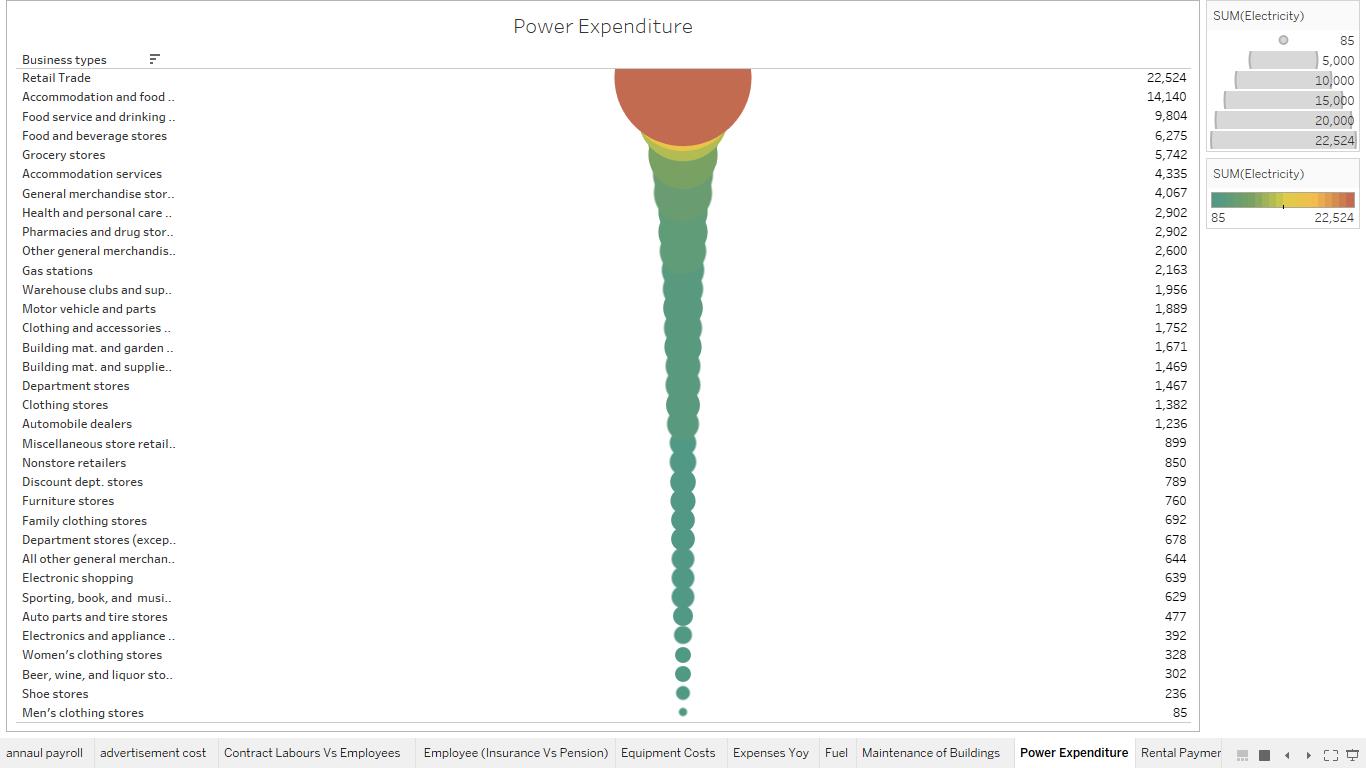 Power Expenditure
Business types
Retail Trade 22,524
Accommodation and food .. 14,140
Food service and drinking .. 9,804
Food and beverage stores 6,275
Grocery stores 5,742
Accommodation services 4,335
General merchandise stor.. 4,067
Health and personal care .. 2,902
Pharmacies and drug stor.. 2,902
Other general merchandis.. 2,600
Gas stations 2,163
Warehouse clubs and sup.. 1,956
Motor vehicle and parts 1,889
Clothing and accessories .. 1,752
Building mat. and garden .. 1,671
Building mat. and supplie.. 1,469
Department stores 1,467
Clothing stores 1,382
Automobile dealers 1,236
Miscellaneous store retail.. 899
Nonstore retailers 850
Discount dept. stores 789
Furniture stores 760
Family clothing stores 692
Department stores (excep.. 678
All other general merchan.. 644
Electronic shopping 639
Sporting, book, and musi.. 629
Auto parts and tire stores 477
Electronics and appliance .. 392
Women’s clothing stores 328
Beer, wine, and liquor sto.. 302
Shoe stores 236
Men’s clothing stores 85
SUM(Electricity)
85
5,000
10,000
15,000
20,000
22,524
SUM(Electricity)
85 22,524
annaul payroll advertisement cost Contract Labours Vs Employees Employee (Insurance Vs Pension) Equipment Costs Expenses Yoy Fuel Maintenance of Buildings Power Expenditure Rental Paymer